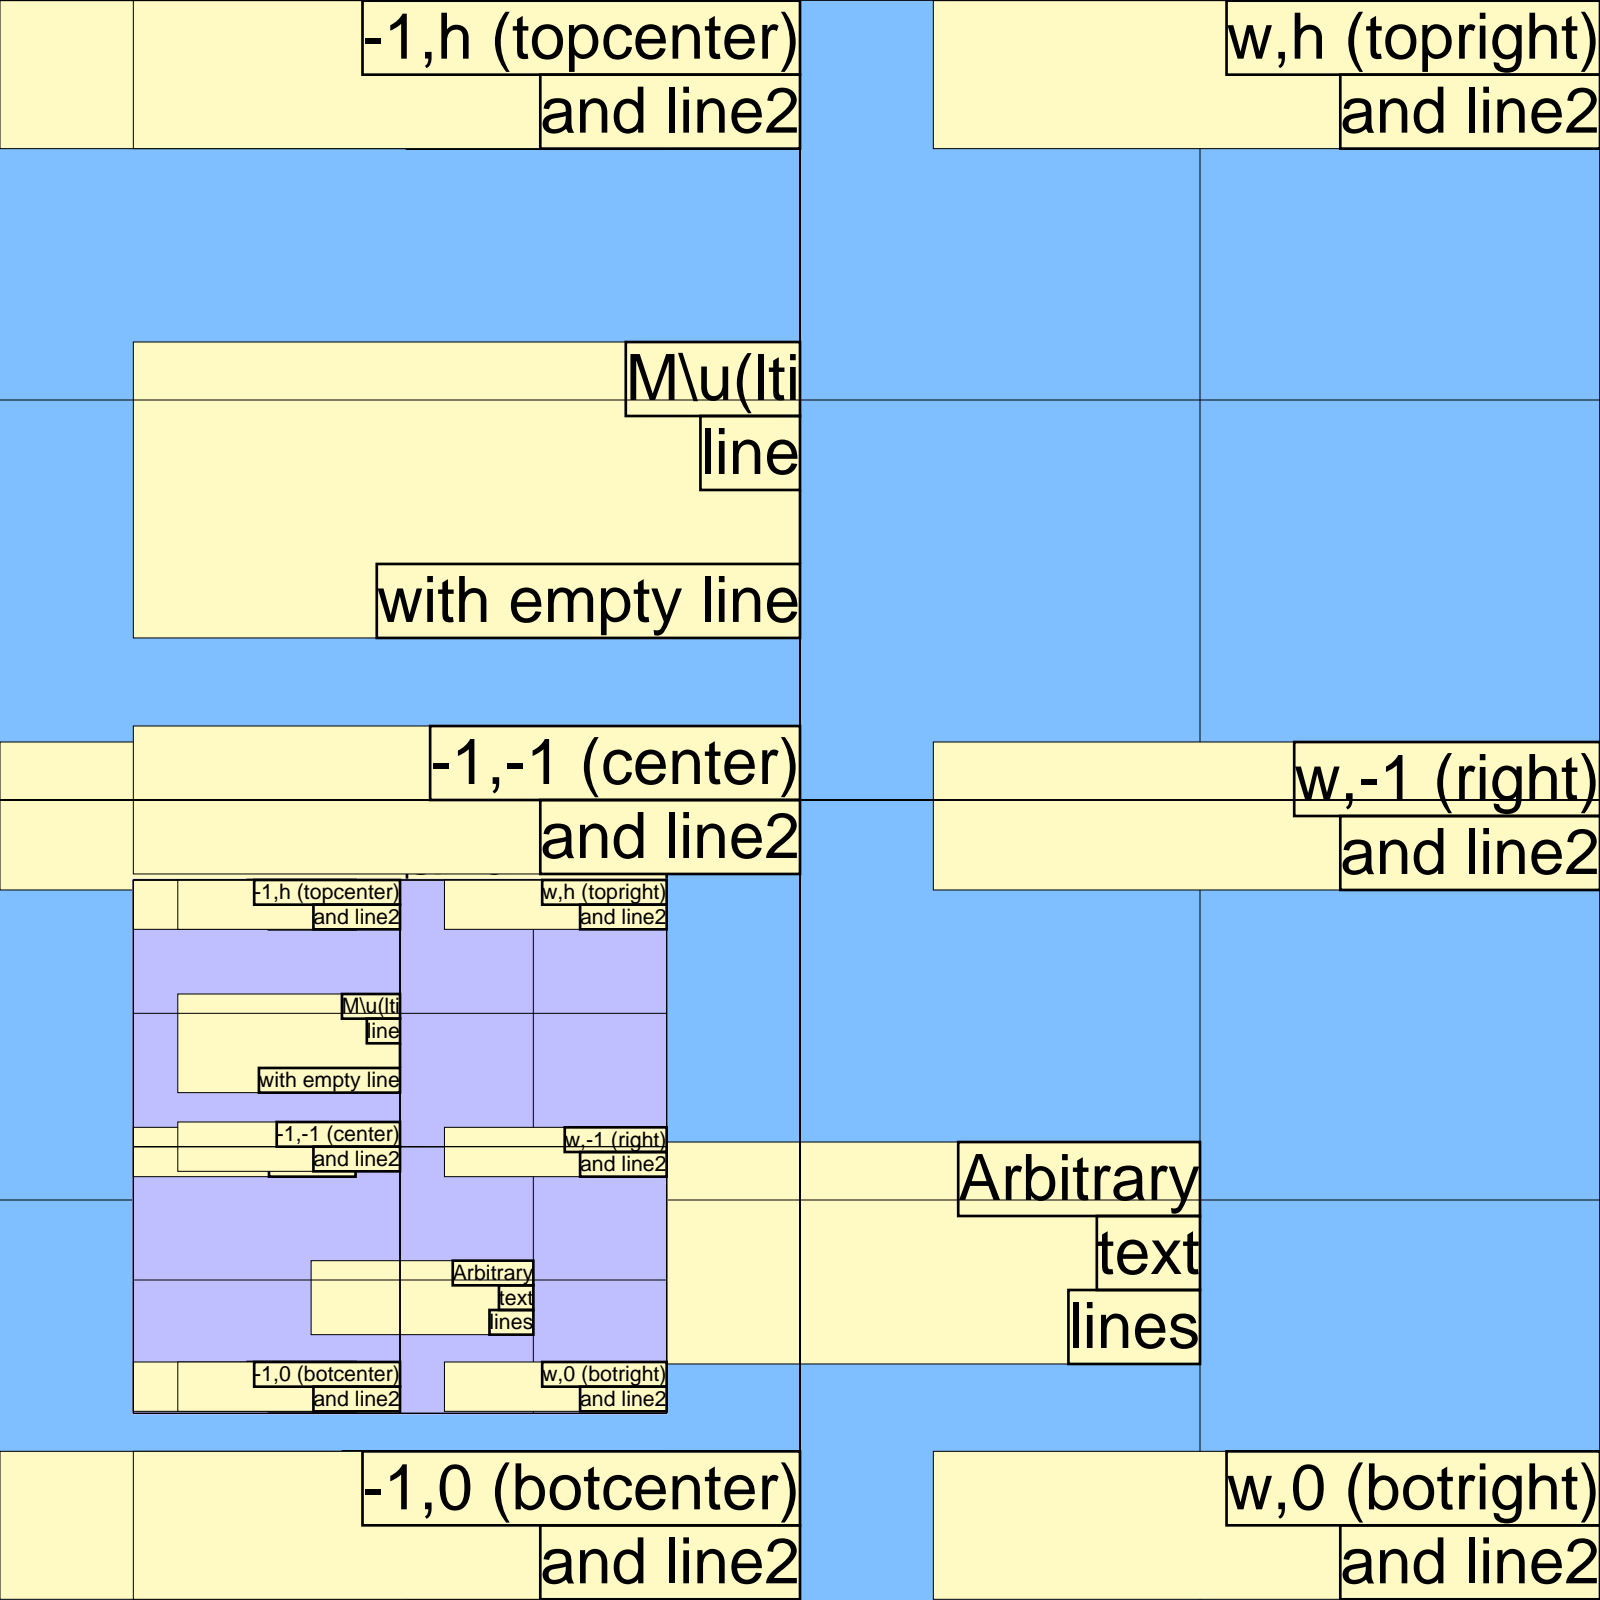 -1,h (topcenter)
and line2
w,h (topright)
and line2
M\u(lti
line
with empty line
-1,-1 (center)
and line2
w,-1 (right)
and line2
-1,h (topcenter)
and line2
w,h (topright)
and line2
M\u(lti
line
with empty line
-1,-1 (center)
and line2
w,-1 (right)
and line2
Arbitrary
text
lines
-1,0 (botcenter)
and line2
w,0 (botright)
and line2
Arbitrary
text
lines
-1,0 (botcenter)
and line2
w,0 (botright)
and line2